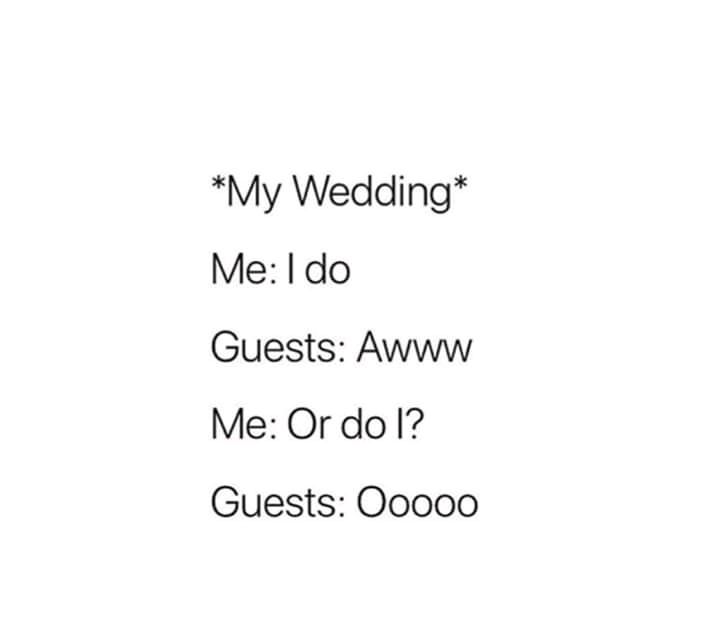 *My Wedding*
Me: I do
Guests: Awww
Me: Or do I?
Guests: Ooooo